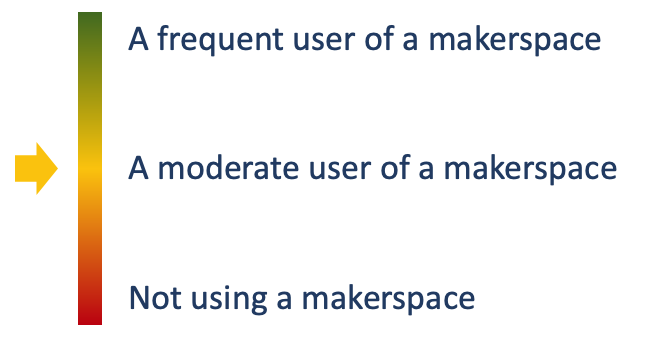 A frequent user of a makerspace
A moderate user of a makerspace
Not using a makerspace